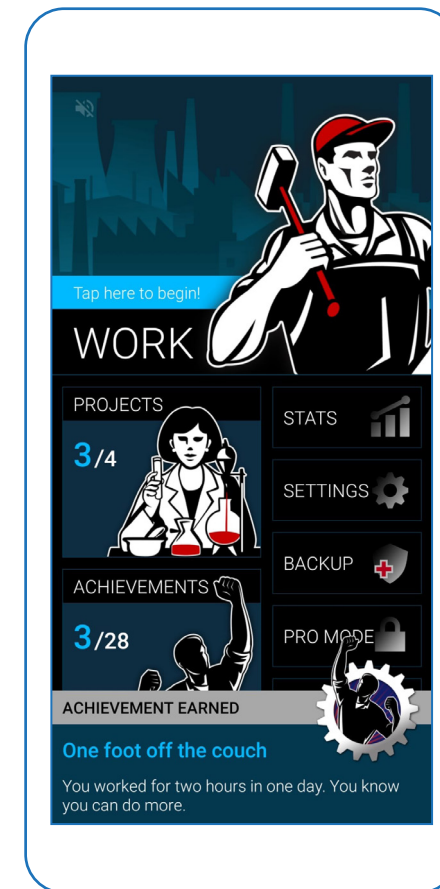 Tap here to begin!
WORK
PROJECTS
3/4
ACHIEVEMENTS
3/28
STATS
SETTINGS
BACKUP
PRO MODE
ACHIEVEMENT EARNED
One foot off the couch
You worked for two hours in one day. You know
you can do more.